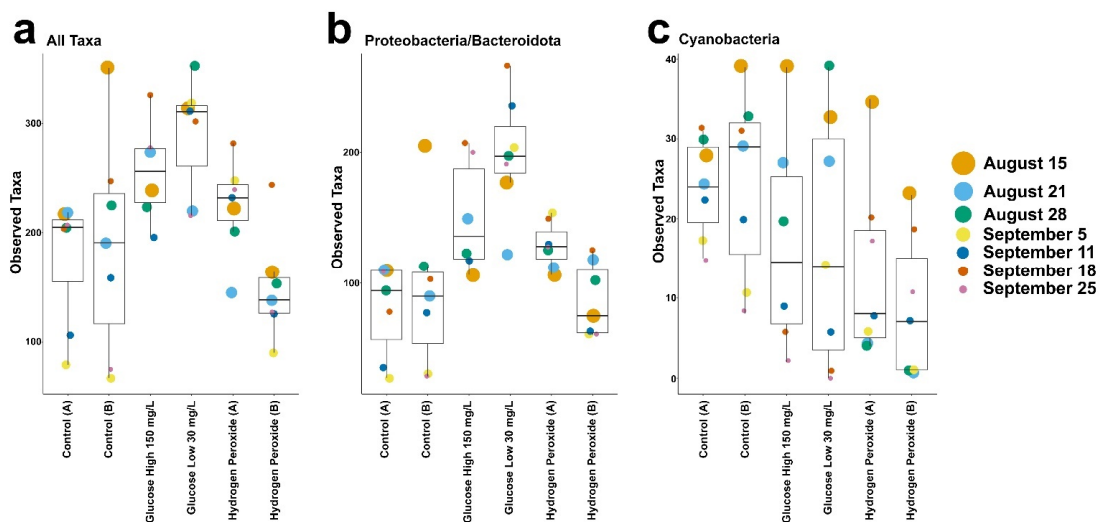 a All Taxa
Observed Taxa
300
200
100
Control (A)
Control (B)
Glucose High 150 mg/L
Glucose Low 30 mg/L
Hydrogen Peroxide (A)
Hydrogen Peroxide (B)
b Proteobacteria/Bacteroidota
Observed Taxa
200
100
Control (A)
Control (B)
Glucose High 150 mg/L
Glucose Low 30 mg/L
Hydrogen Peroxide (A)
Hydrogen Peroxide (B)
c Cyanobacteria
Observed Taxa
40
30
20
10
0
Control (A)
Control (B)
Glucose High 150 mg/L
Glucose Low 30 mg/L
Hydrogen Peroxide (A)
Hydrogen Peroxide (B)
August 15
August 21
August 28
September 5
September 11
September 18
September 25